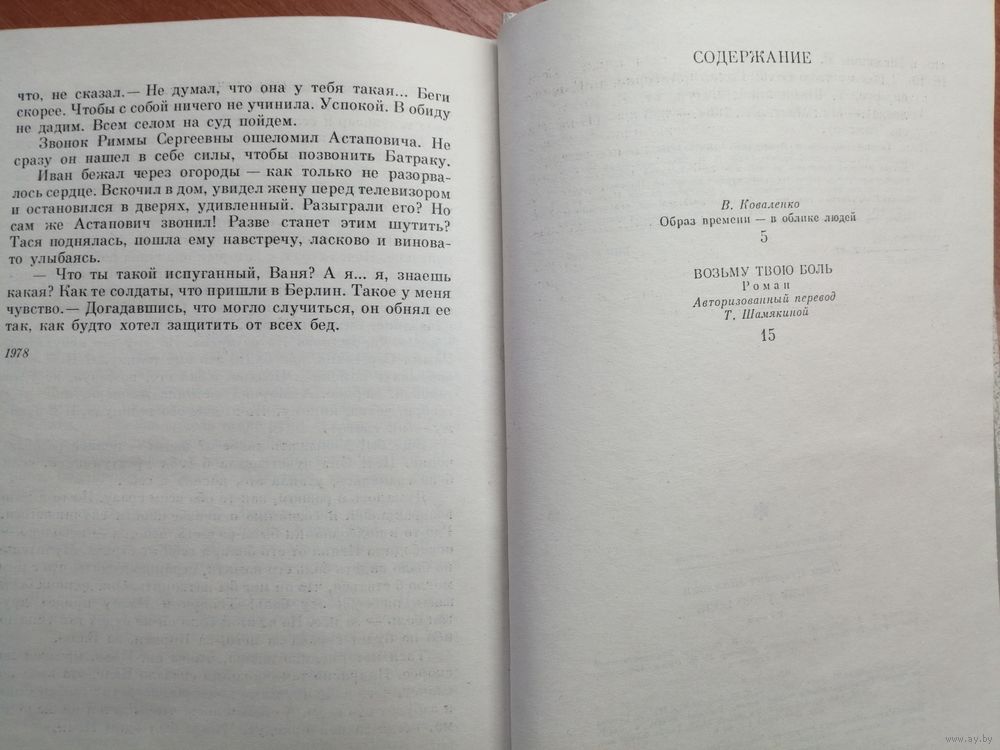 что, не сказал.— Не думал, что она у тебя такая... Беги
скорее. Чтобы с собой ничего не учинила. Успокой. В обиду
не дадим. Всем селом на суд пойдем.
Звонок Риммы Сергеевны ошеломил Астаповича. Не
сразу он нашел в себе силы, чтобы позвонить Батраку.
Иван бежал через огороды — как только не разорва-
лось сердце. Вскочил в дом, увидел жену перед телевизором
и остановился в дверях, удивленный. Разыграли его? Но
сам же Астапович звонил! Разве станет этим шутить?
Тася поднялась, пошла ему навстречу, ласково и винова-
то улыбаясь.
— Что ты такой испуганный, Ваня? А я... я, знаешь
какая? Как те солдаты, что пришли в Берлин. Такое у меня
чувство.— Догадавшись, что могло случиться, он обнял ее
так, как будто хотел защитить от всех бед.
1978
СОДЕРЖАНИЕ
В. Коваленко
Образ времени — в облике людей
5
ВОЗЬМУ ТВОЮ БОЛЬ
Роман
Авторизованный перевод
Т. Шамякиной
15
www.ay.by